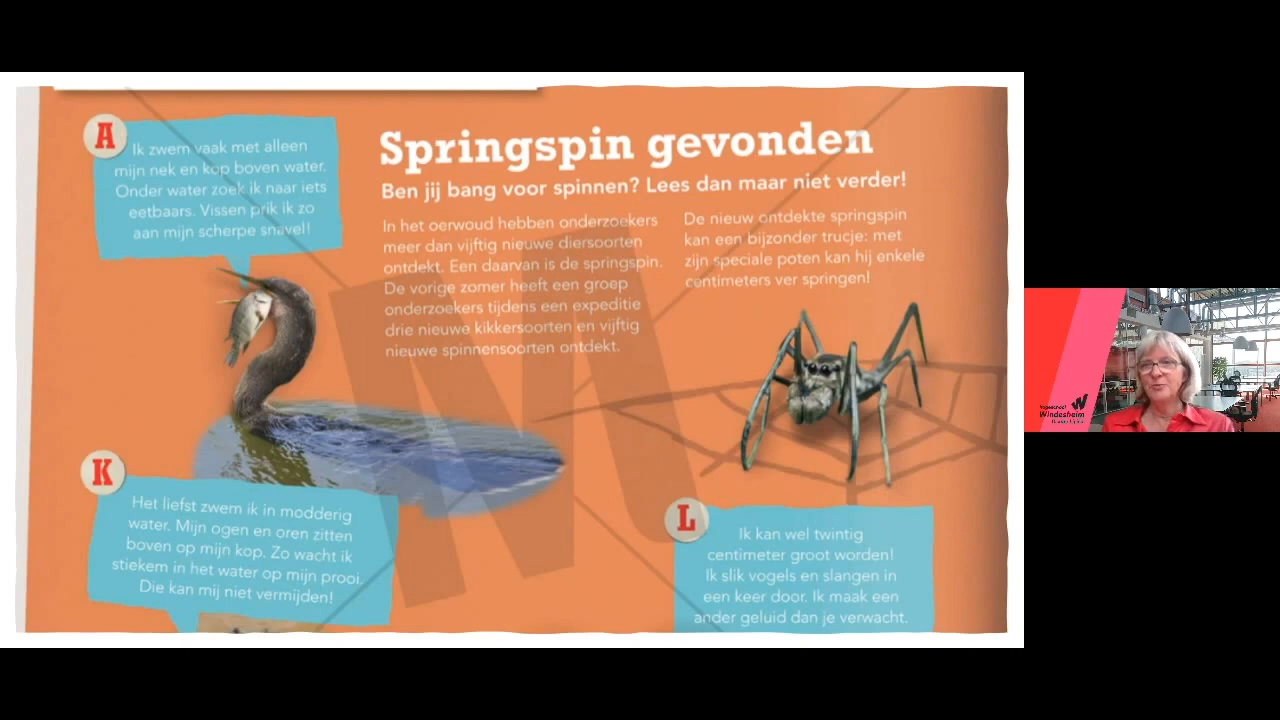 A
Ik zwem vaak met alleen
mijn nek en kop boven water.
Onder water zoek ik naar iets
eetbaars. Vissen prik ik zo
aan mijn scherpe snavel!
Springspin gevonden
Ben jij bang voor spinnen? Lees dan maar niet verder!
In het oerwoud hebben onderzoekers
meer dan vijftig nieuwe diersoorten
ontdekt. Een daarvan is de springspin.
De vorige zomer heeft een groep
onderzoekers tijdens een expeditie
drie nieuwe kikkersoorten en vijftig
nieuwe spinnensoorten ontdekt.
De nieuw ontdekte springspin
kan een bijzonder trucje: met
zijn speciale poten kan hij enkele
centimeters ver springen!
K
Het liefst zwem ik in modderig
water. Mijn ogen en oren zitten
boven op mijn kop. Zo wacht ik
stiekem in het water op mijn prooi.
Die kan mij niet vermijden!
L
Ik kan wel twintig
centimeter groot worden!
Ik slik vogels en slangen in
een keer door. Ik maak een
ander geluid dan je verwacht.
Hogeschool
Windesheim